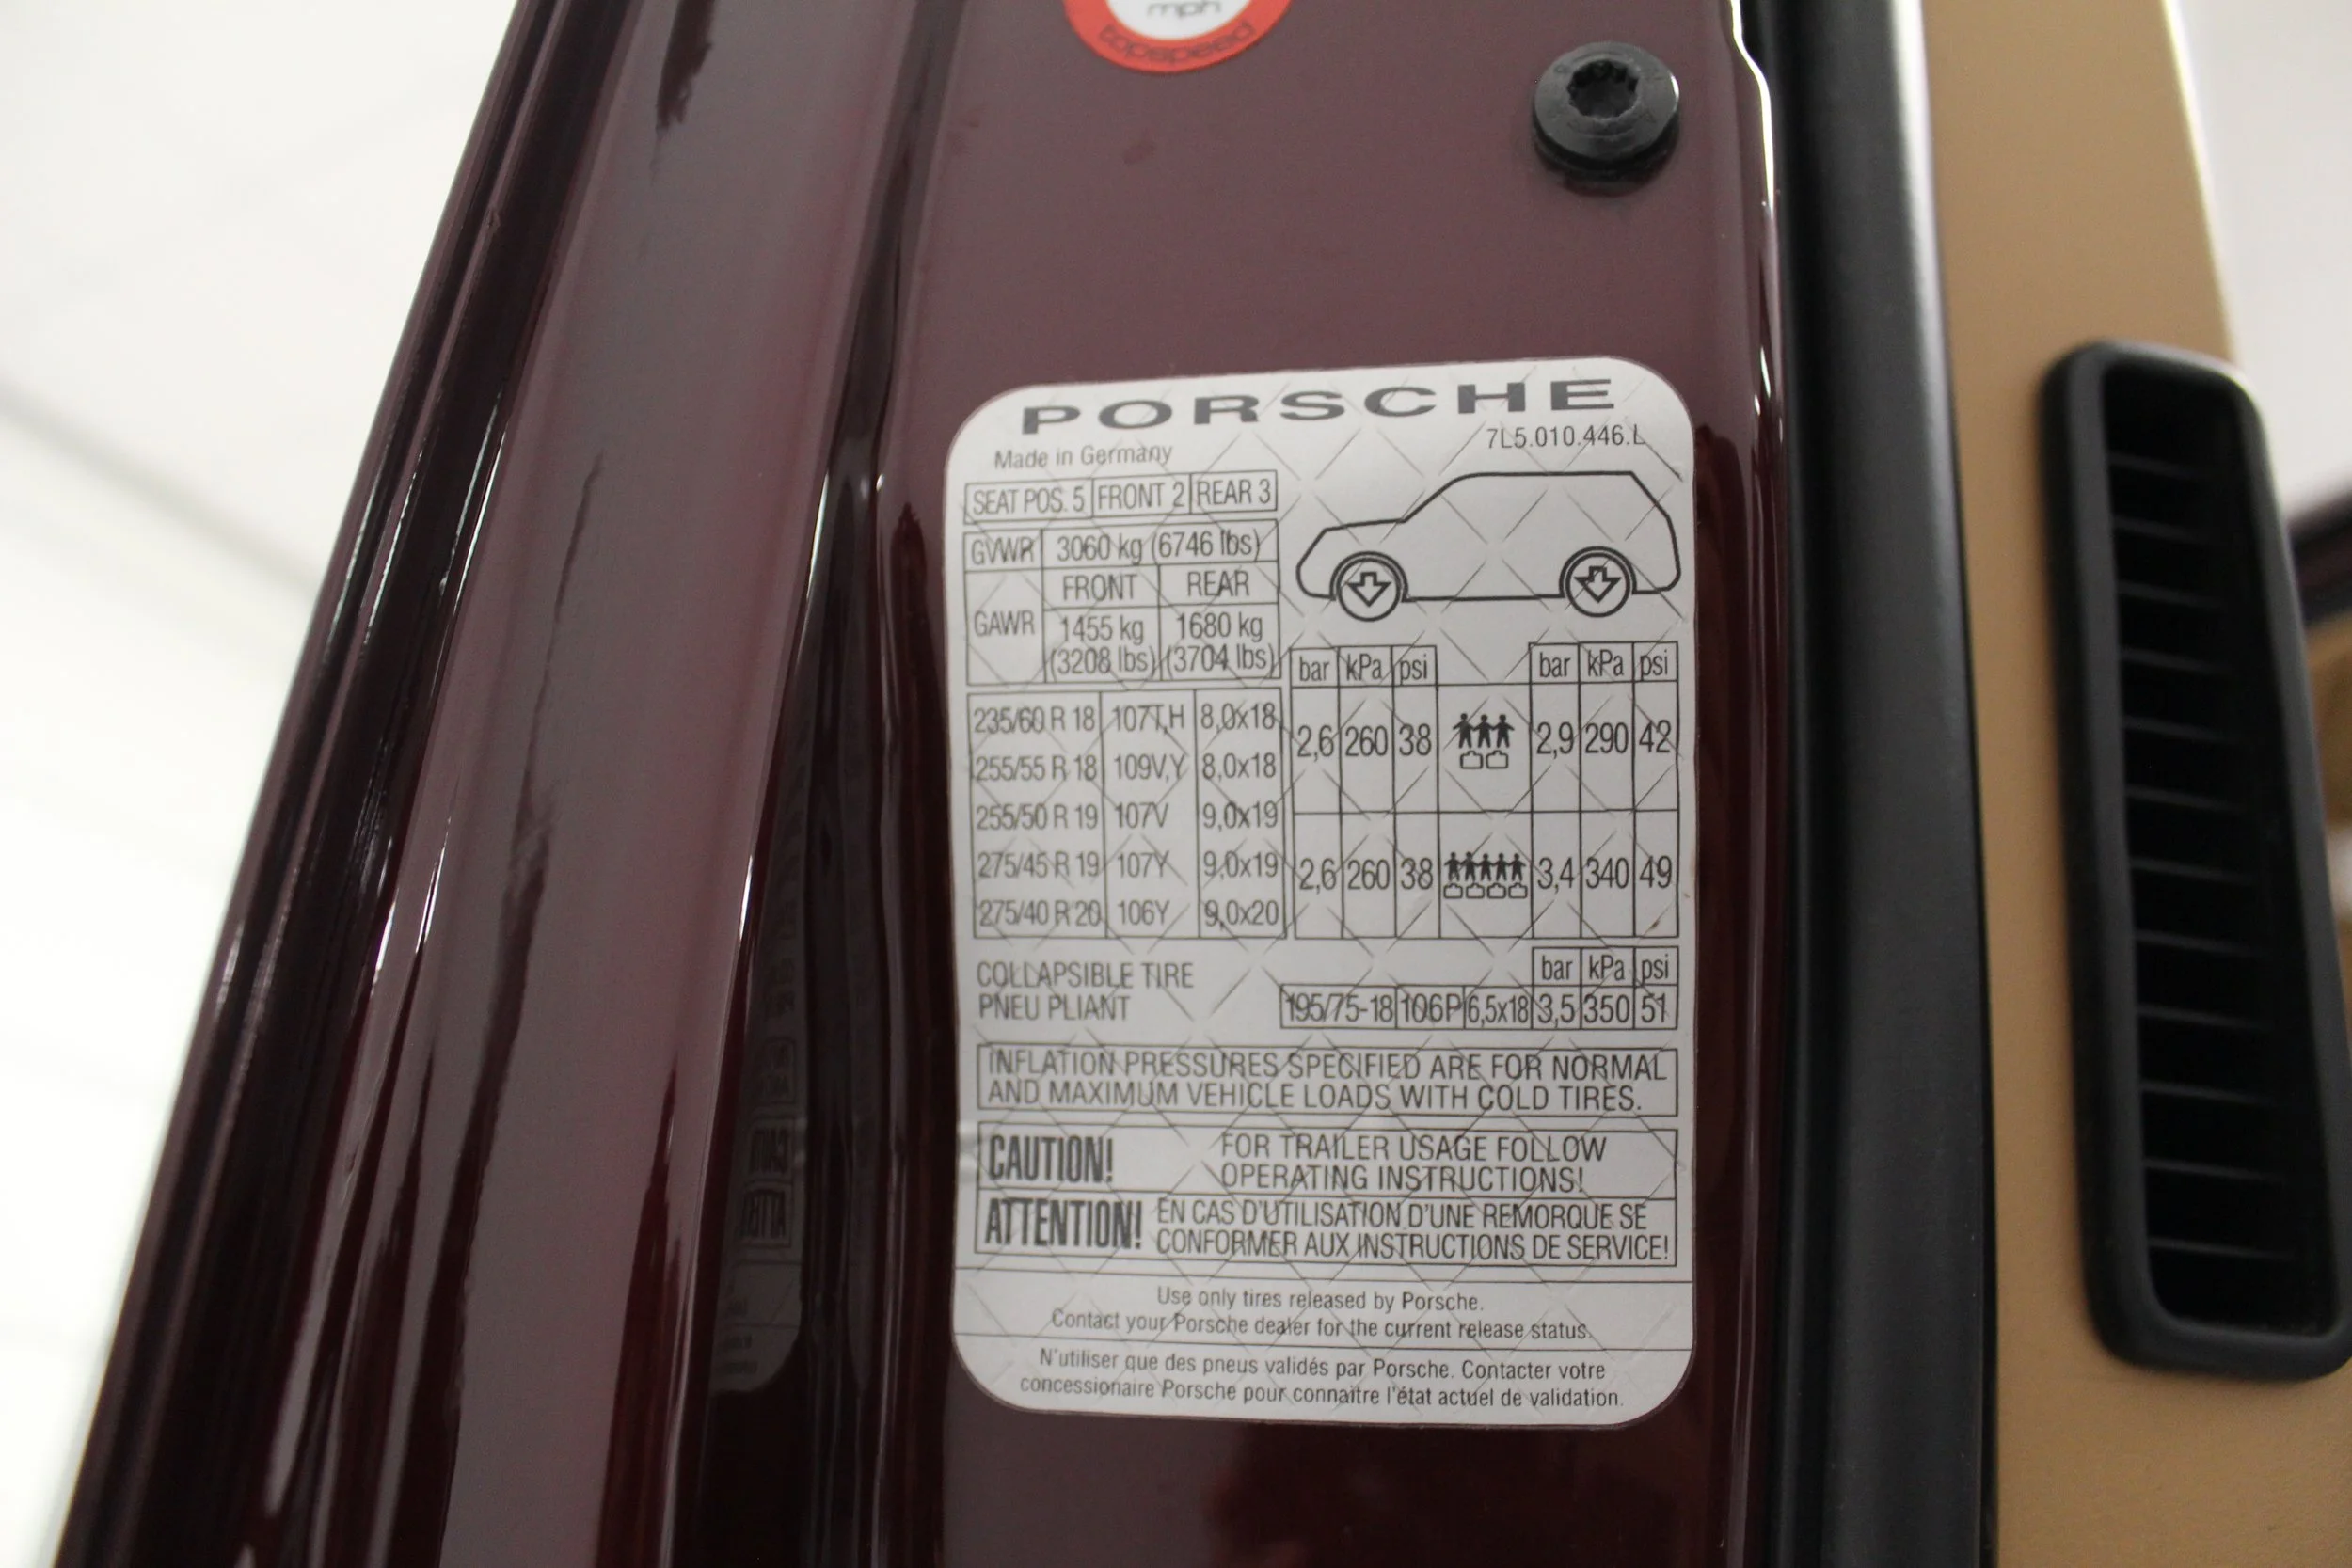 mph
topspeed
PORSCHE
Made in Germany
7L5.010.446.L
SEAT POS. 5 FRONT 2 REAR 3
GVWR 3060 kg (6746 lbs)
FRONT REAR
GAWR 1455 kg 1680 kg
(3208 lbs) (3704 lbs)
bar kPa psi bar kPa psi
235/60 R 18 107T,H 8,0x18
255/55 R 18 109V,Y 8,0x18
2,6 260 38 2,9 290 42
255/50 R 19 107V 9,0x19
275/45 R 19 107Y 9,0x19
275/40 R 20 106Y 9,0x20
2,6 260 38 3,4 340 49
COLLAPSIBLE TIRE
PNEU PLIANT
bar kPa psi
195/75-18 106P 6,5x18 3,5 350 51
INFLATION PRESSURES SPECIFIED ARE FOR NORMAL
AND MAXIMUM VEHICLE LOADS WITH COLD TIRES.
CAUTION! FOR TRAILER USAGE FOLLOW
OPERATING INSTRUCTIONS!
ATTENTION! EN CAS D'UTILISATION D'UNE REMORQUE SE
CONFORMER AUX INSTRUCTIONS DE SERVICE!
Use only tires released by Porsche.
Contact your Porsche dealer for the current release status.
N'utiliser que des pneus validés par Porsche. Contacter votre
concessionaire Porsche pour connaître l'état actuel de validation.